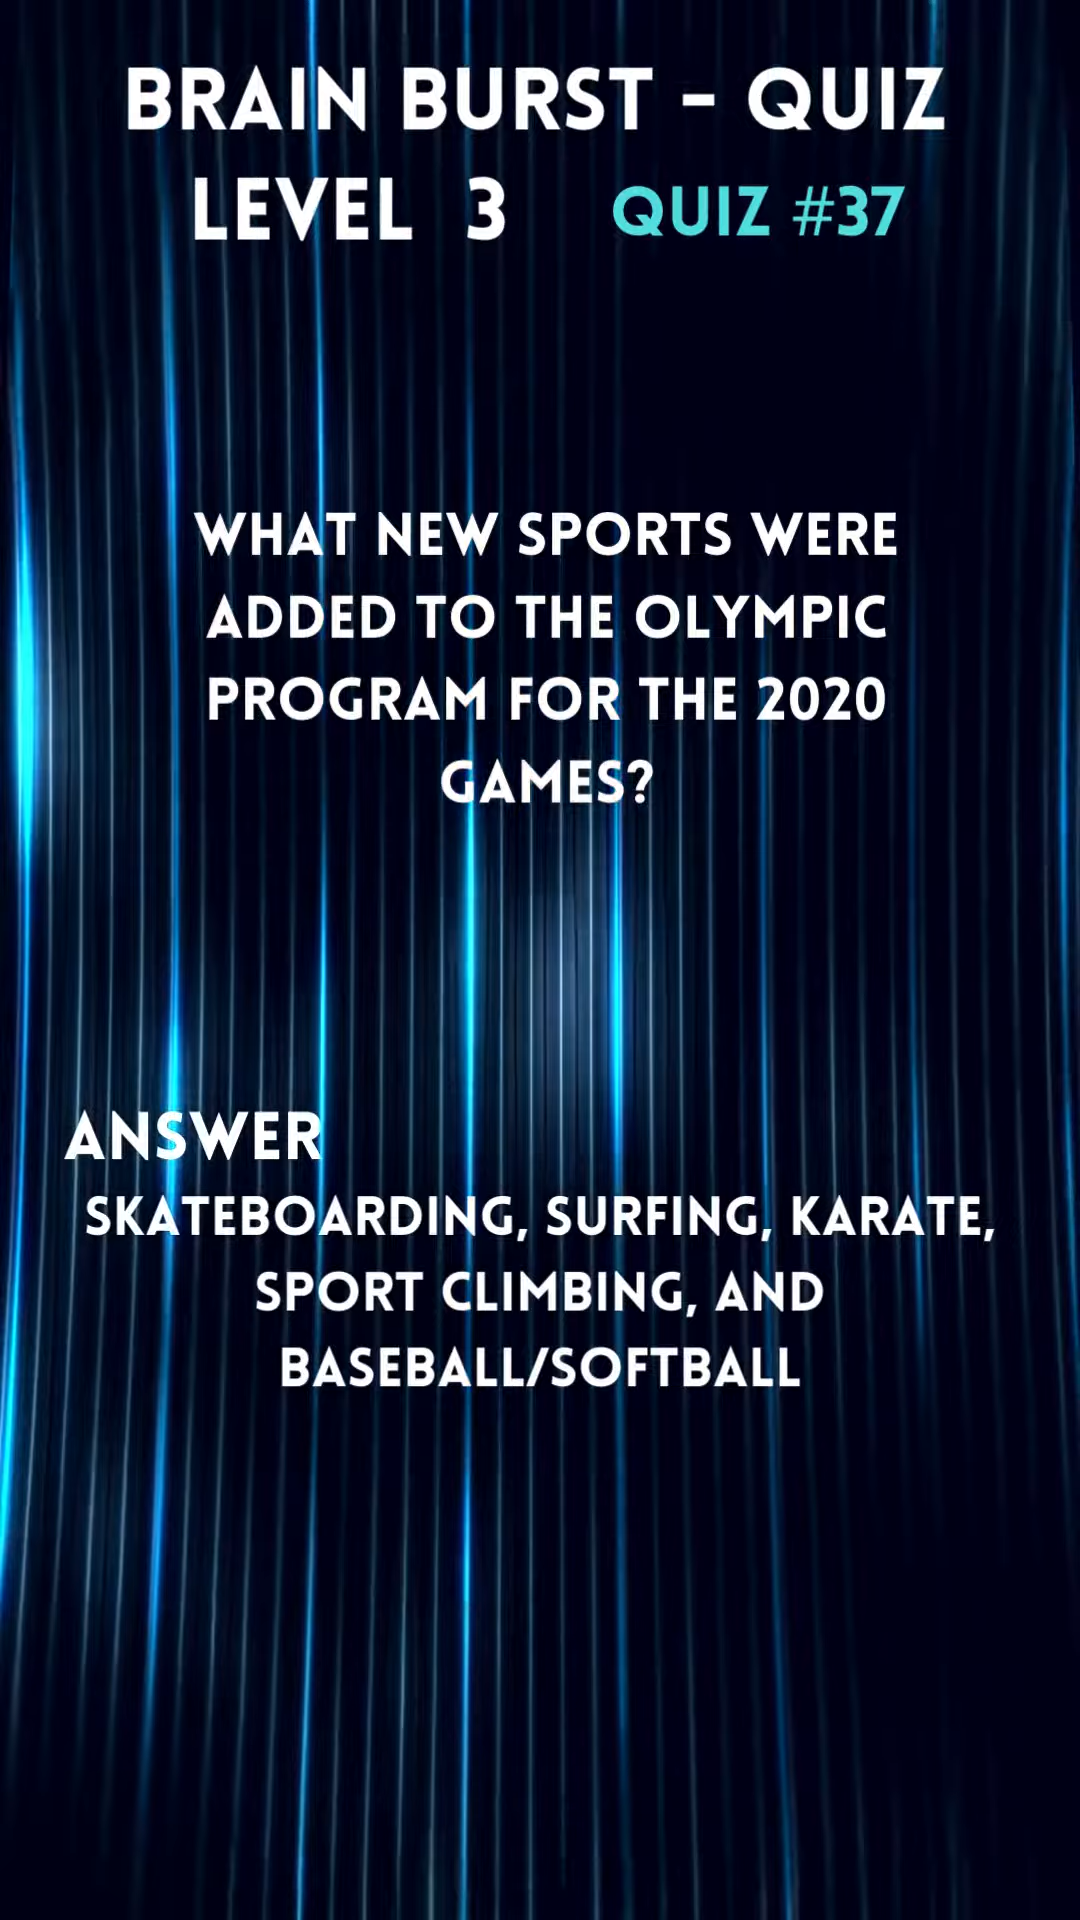 BRAIN BURST - QUIZ
LEVEL 3 QUIZ #37
WHAT NEW SPORTS WERE
ADDED TO THE OLYMPIC
PROGRAM FOR THE 2020
GAMES?
ANSWER
SKATEBOARDING, SURFING, KARATE,
SPORT CLIMBING, AND
BASEBALL/SOFTBALL